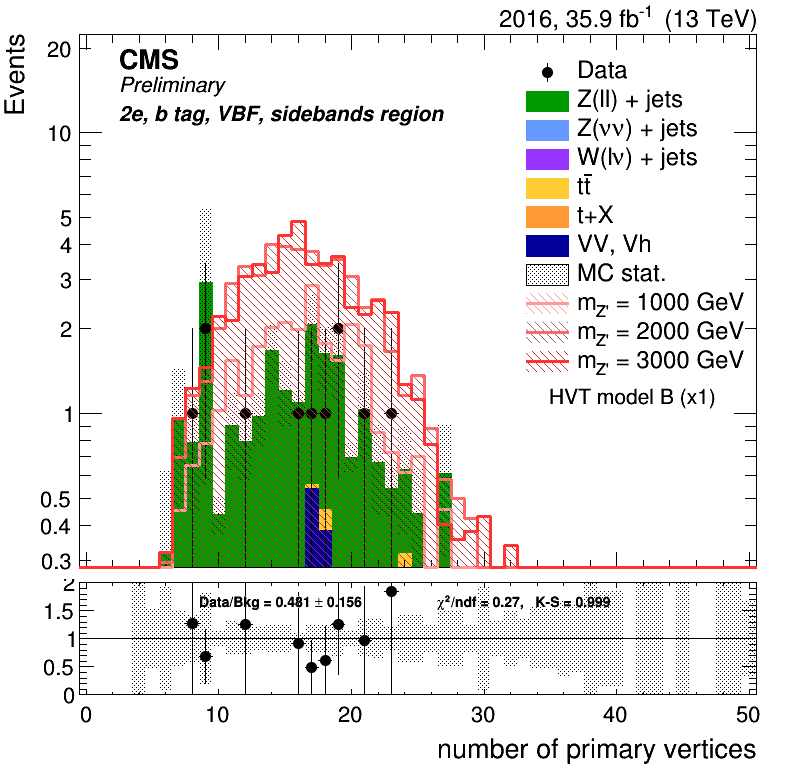 2016, 35.9 fb⁻¹ (13 TeV)
Events
CMS
Preliminary
2e, b tag, VBF, sidebands region
Data
Z(ll) + jets
Z(νν) + jets
W(lν) + jets
tt̄
t+X
VV, Vh
MC stat.
m_Z' = 1000 GeV
m_Z' = 2000 GeV
m_Z' = 3000 GeV
HVT model B (x1)
20
10
5
4
3
2
1
0.5
0.4
0.3
Data/Bkg = 0.481 ± 0.156
χ²/ndf = 0.27, K-S = 0.999
2
1.5
1
0.5
0
0 10 20 30 40 50
number of primary vertices